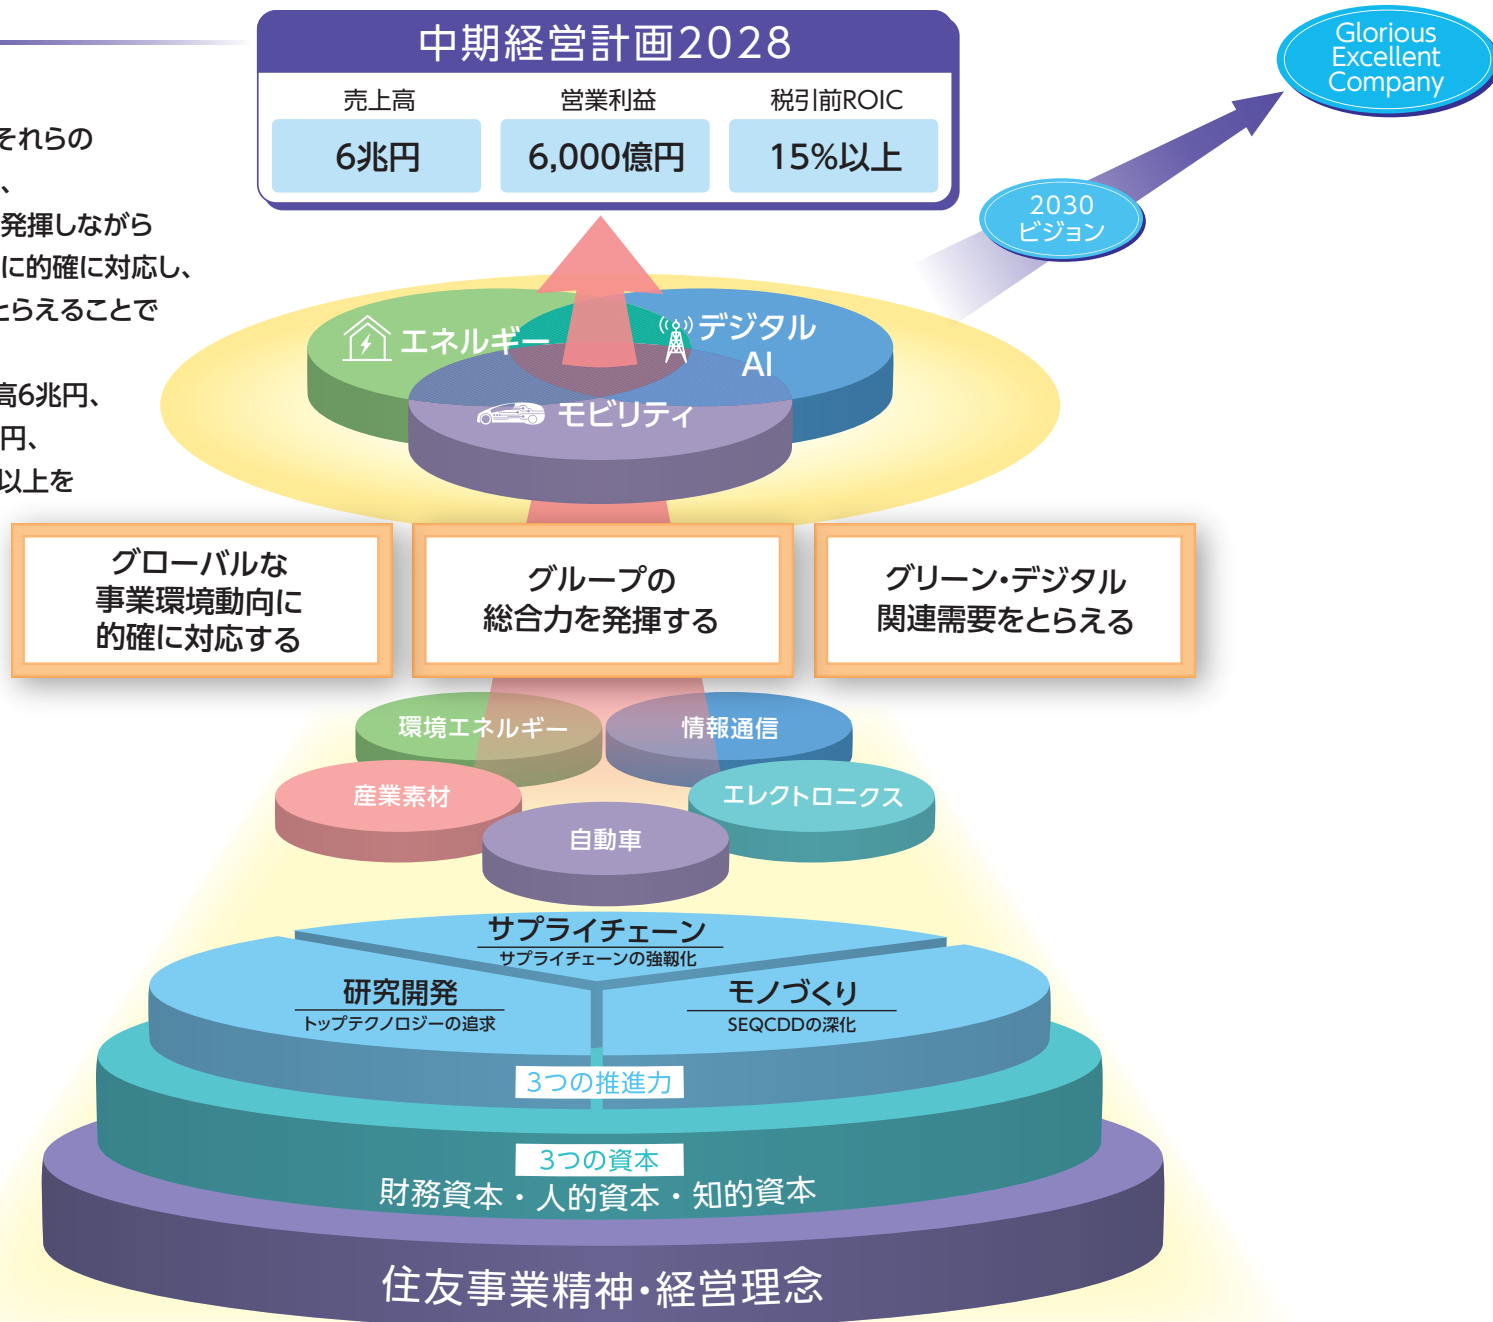 中期経営計画2028
売上高
6兆円
営業利益
6,000億円
税引前ROIC
15%以上
Glorious
Excellent
Company
2030
ビジョン
それらの
、
発揮しながら
に的確に対応し、
とらえることで
高6兆円、
円、
以上を
エネルギー
デジタル
AI
モビリティ
グローバルな
事業環境動向に
的確に対応する
グループの
総合力を発揮する
グリーン・デジタル
関連需要をとらえる
環境エネルギー
情報通信
産業素材
エレクトロニクス
自動車
サプライチェーン
サプライチェーンの強靱化
研究開発
トップテクノロジーの追求
モノづくり
SEQCDDの深化
3つの推進力
3つの資本
財務資本・人的資本・知的資本
住友事業精神・経営理念